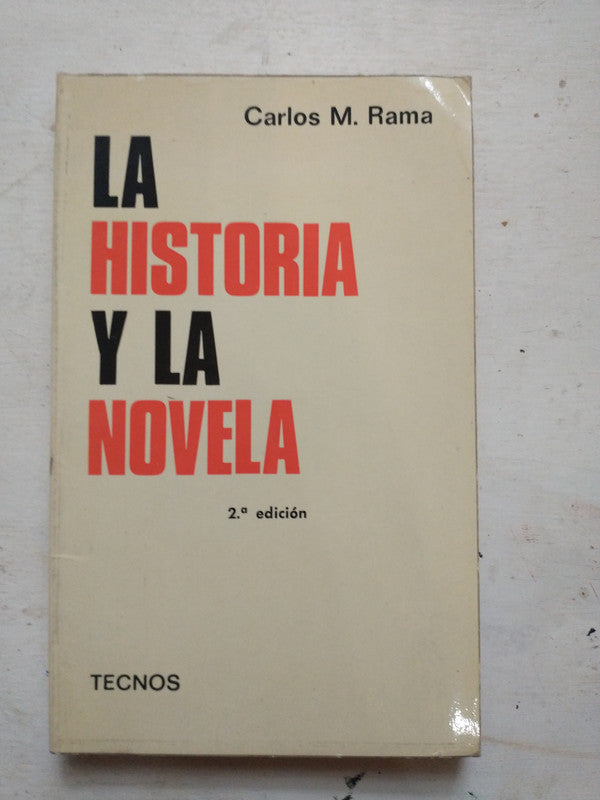 Carlos M. Rama
LA
HISTORIA
Y LA
NOVELA
2.ª edición
TECNOS